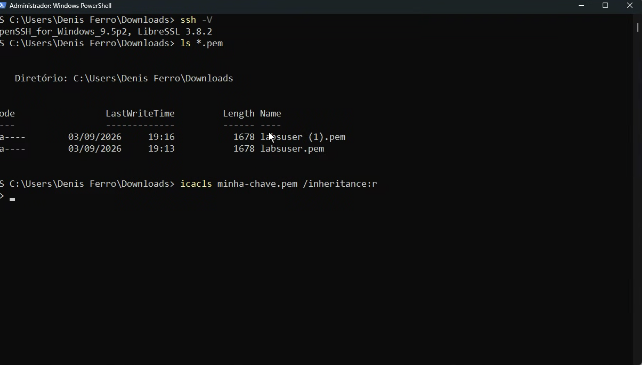 Administrador: Windows PowerShell
S C:\Users\Denis Ferro\Downloads> ssh -V
penSSH_for_Windows_9.5p2, LibreSSL 3.8.2
S C:\Users\Denis Ferro\Downloads> ls *.pem
Diretório: C:\Users\Denis Ferro\Downloads
ode LastWriteTime Length Name
--- ------------- ------ ----
a---- 03/09/2026 19:16 1678 labsuser (1).pem
a---- 03/09/2026 19:13 1678 labsuser.pem
S C:\Users\Denis Ferro\Downloads> icacls minha-chave.pem /inheritance:r
> _